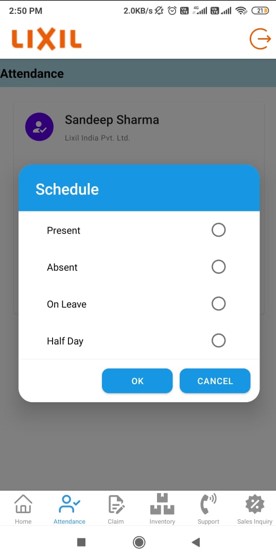 2:50 PM
2.0KB/s
LIXIL
Attendance
Sandeep Sharma
Lixil India Pvt. Ltd.
Schedule
Present
Absent
On Leave
Half Day
OK
CANCEL
Home
Attendance
Claim
Inventory
Support
Sales Inquiry